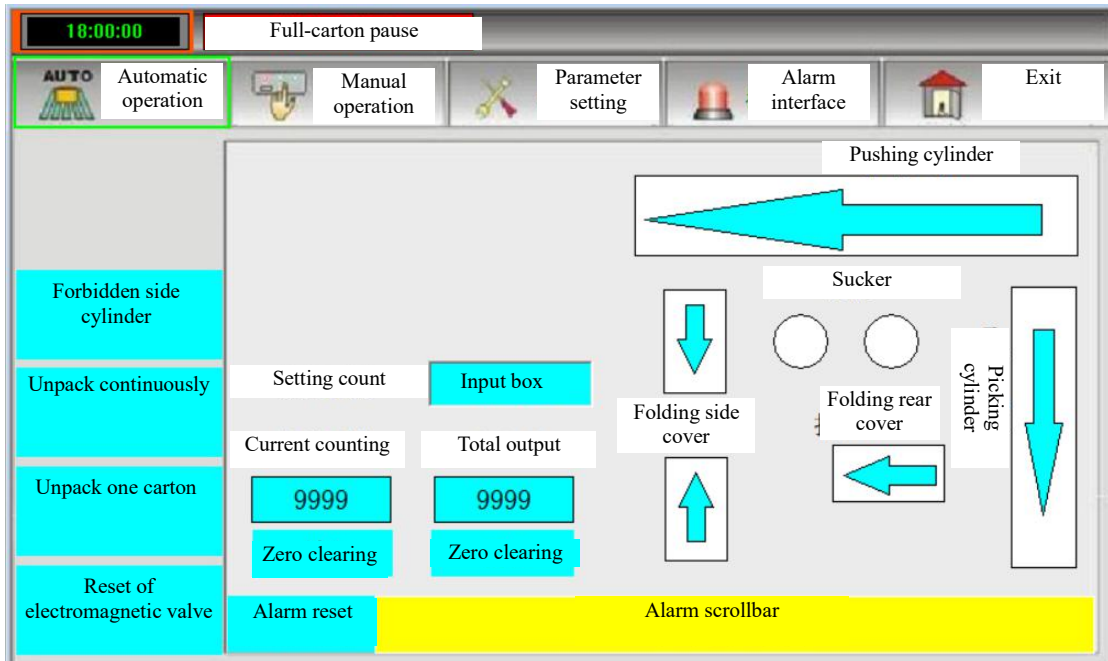 18:00:00
Full-carton pause
AUTO
Automatic
operation
Manual
operation
Parameter
setting
Alarm
interface
Exit
Pushing cylinder
Forbidden side
cylinder
Sucker
Unpack continuously
Setting count
Input box
Folding side
cover
Folding rear
cover
Picking
cylinder
Current counting
Total output
Unpack one carton
9999
9999
Zero clearing
Zero clearing
Reset of
electromagnetic valve
Alarm reset
Alarm scrollbar